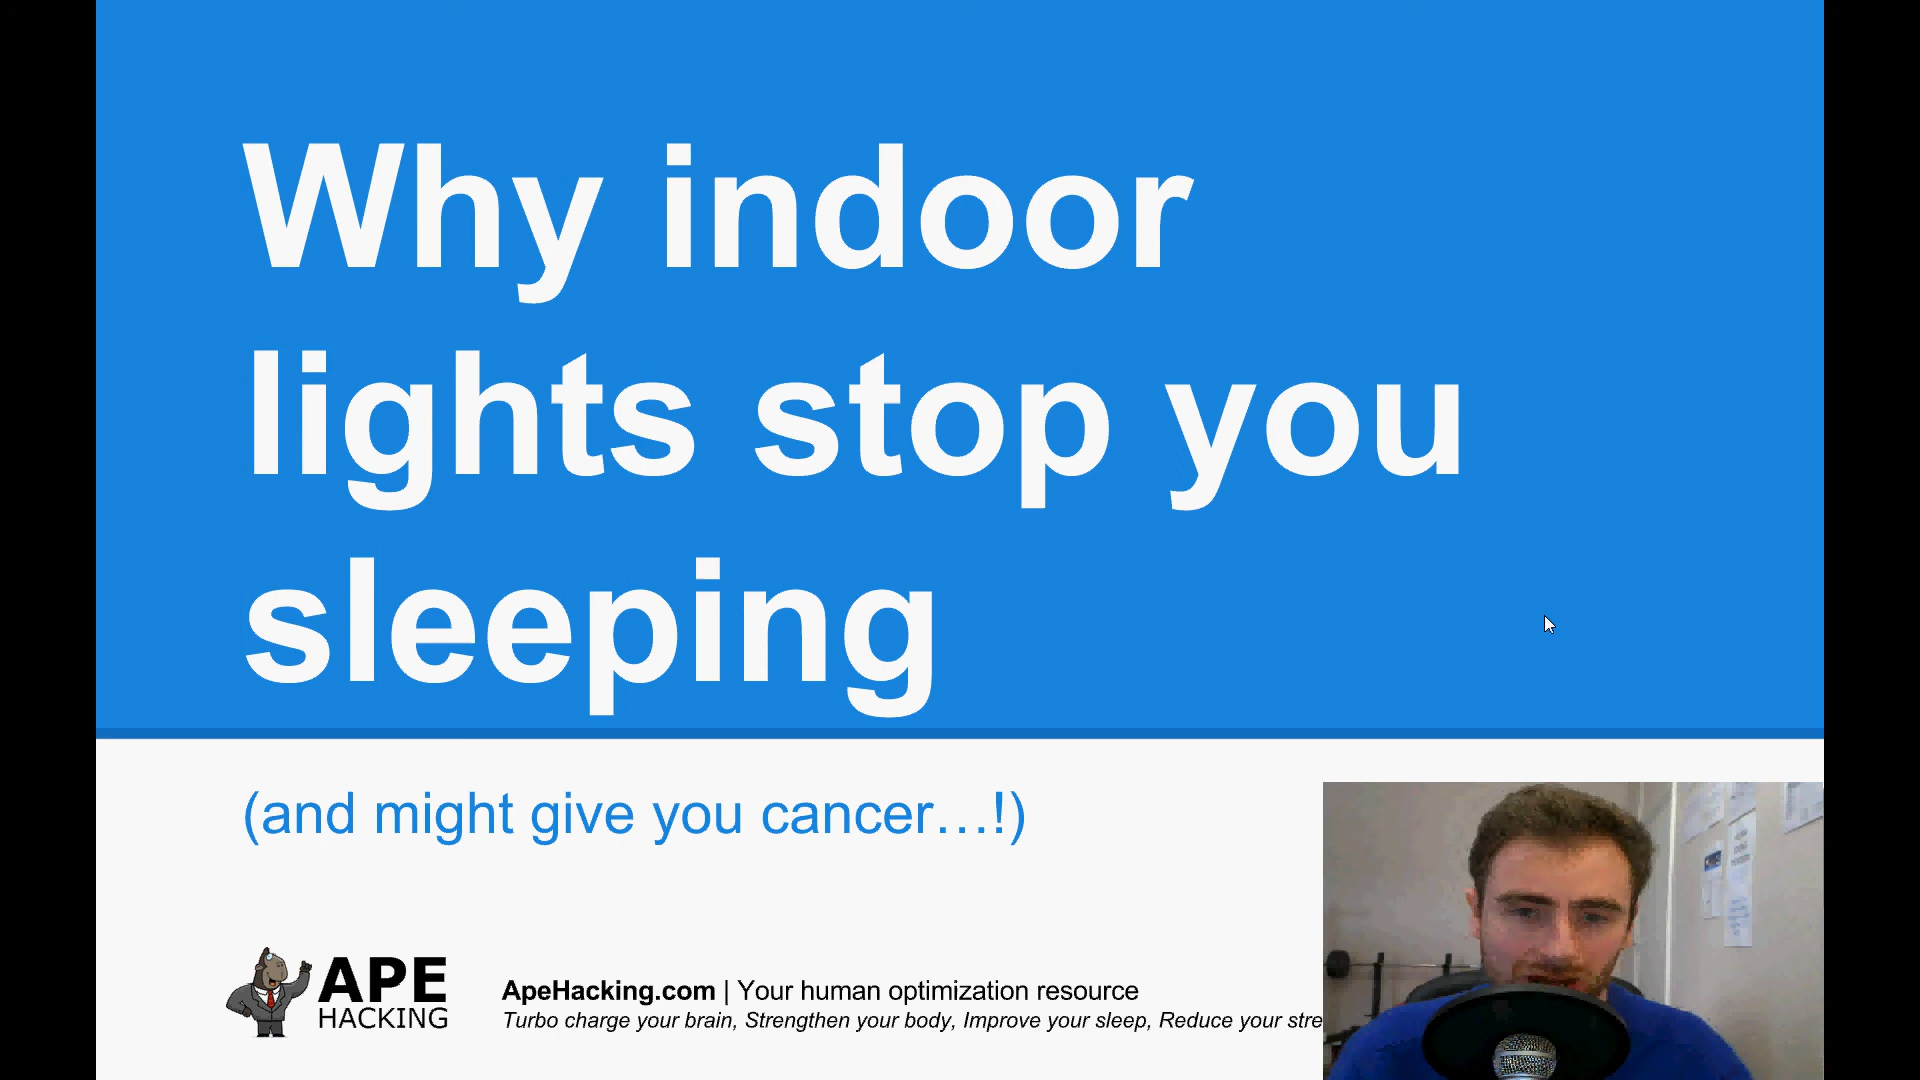 Why indoor
lights stop you
sleeping
(and might give you cancer…!)
APE
HACKING
ApeHacking.com | Your human optimization resource
Turbo charge your brain, Strengthen your body, Improve your sleep, Reduce your stre